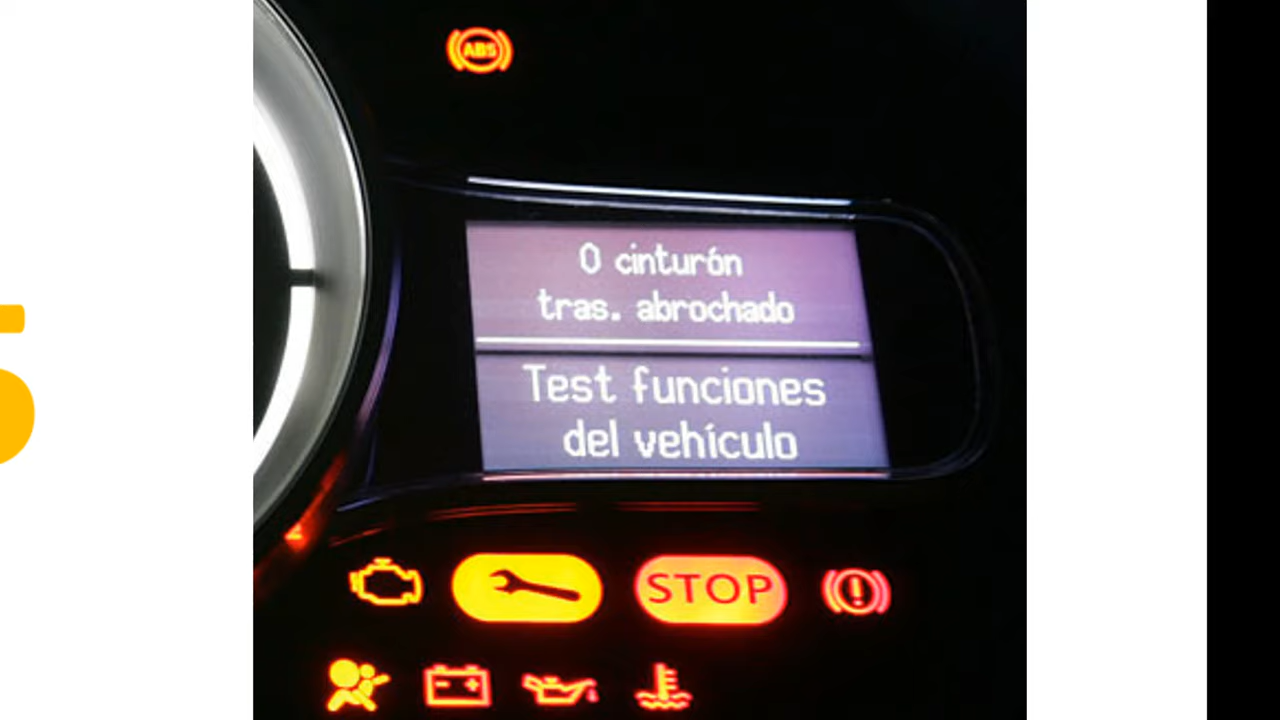 ABS
0 cinturón
tras. abrochado
Test funciones
del vehículo
STOP